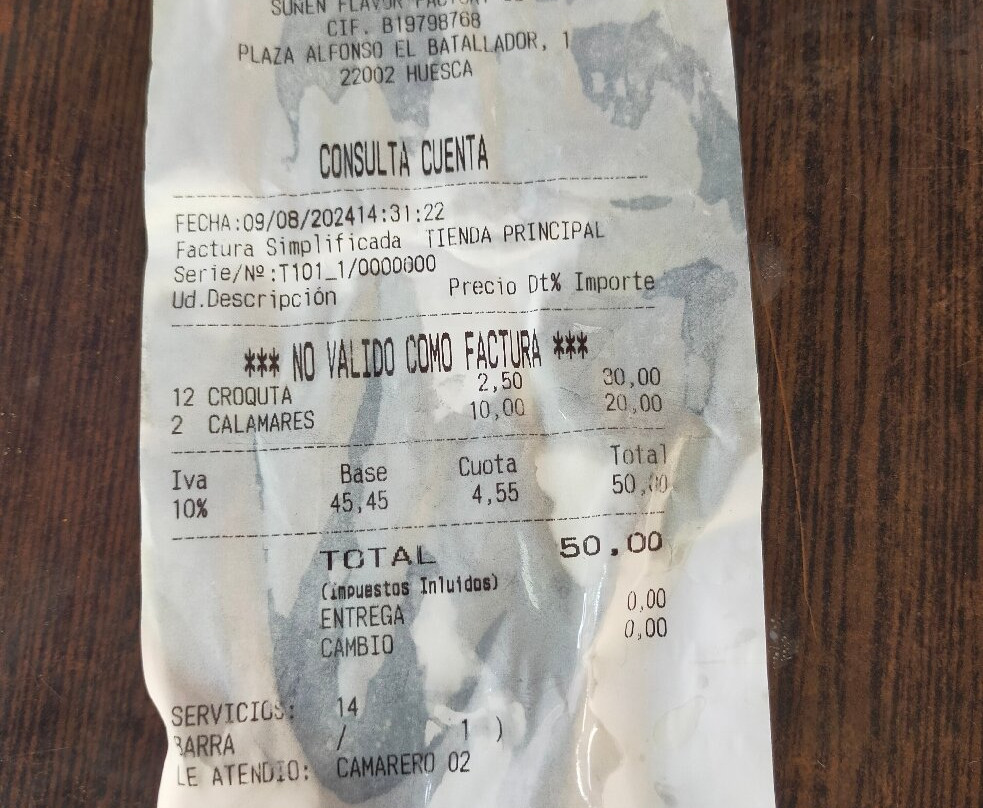 SUÑEN FLAVOR FACTORY
CIF. B19798768
PLAZA ALFONSO EL BATALLADOR, 1
22002 HUESCA
CONSULTA CUENTA
FECHA:09/08/202414:31:22
Factura Simplificada TIENDA PRINCIPAL
Serie/Nº:T101_1/0000000
Ud.Descripción Precio Dt% Importe
*** NO VALIDO COMO FACTURA ***
12 CROQUTA 2,50 30,00
2 CALAMARES 10,00 20,00
Iva Base Cuota Total
10% 45,45 4,55 50,00
TOTAL 50.00
(impuestos Inluidos)
ENTREGA 0,00
CAMBIO 0,00
SERVICIOS: 14
BARRA / 1 )
LE ATENDIO: CAMARERO 02